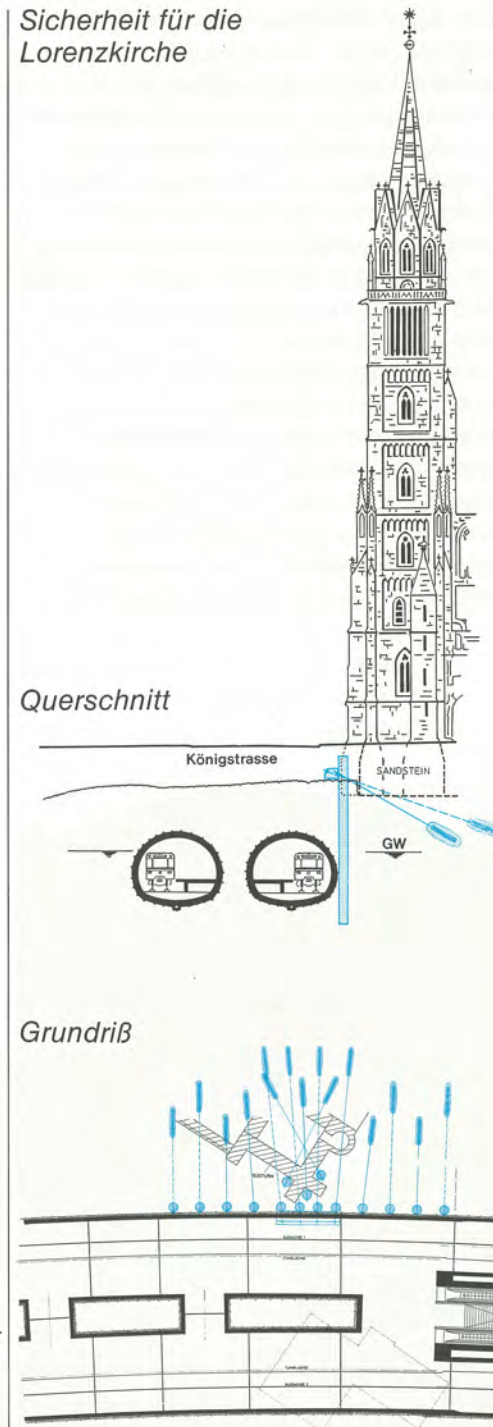 Sicherheit für die
Lorenzkirche
Querschnitt
Königstrasse
SANDSTEIN
GW
Grundriß